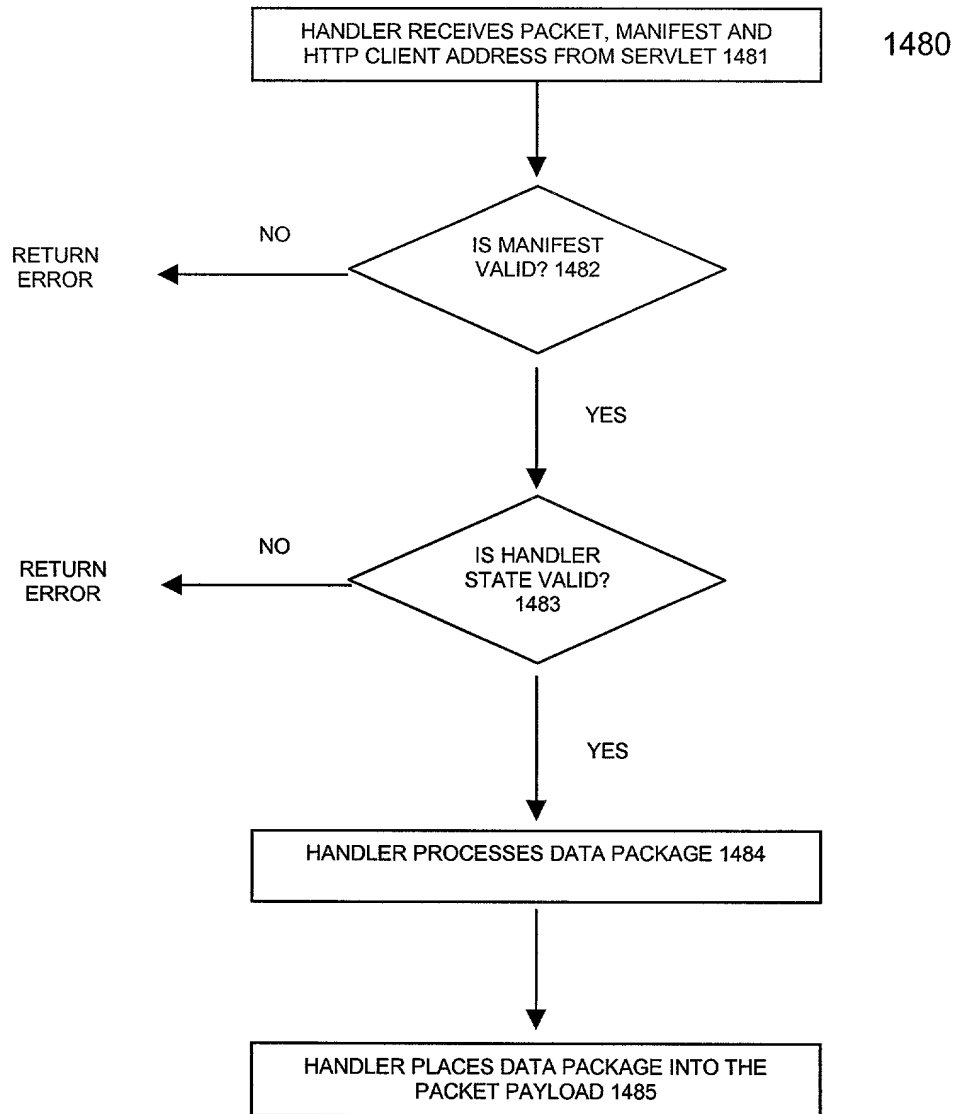 HANDLER RECEIVES PACKET, MANIFEST AND
HTTP CLIENT ADDRESS FROM SERVLET 1481
1480
IS MANIFEST
VALID? 1482
NO
RETURN
ERROR
YES
IS HANDLER
STATE VALID?
1483
NO
RETURN
ERROR
YES
HANDLER PROCESSES DATA PACKAGE 1484
HANDLER PLACES DATA PACKAGE INTO THE
PACKET PAYLOAD 1485